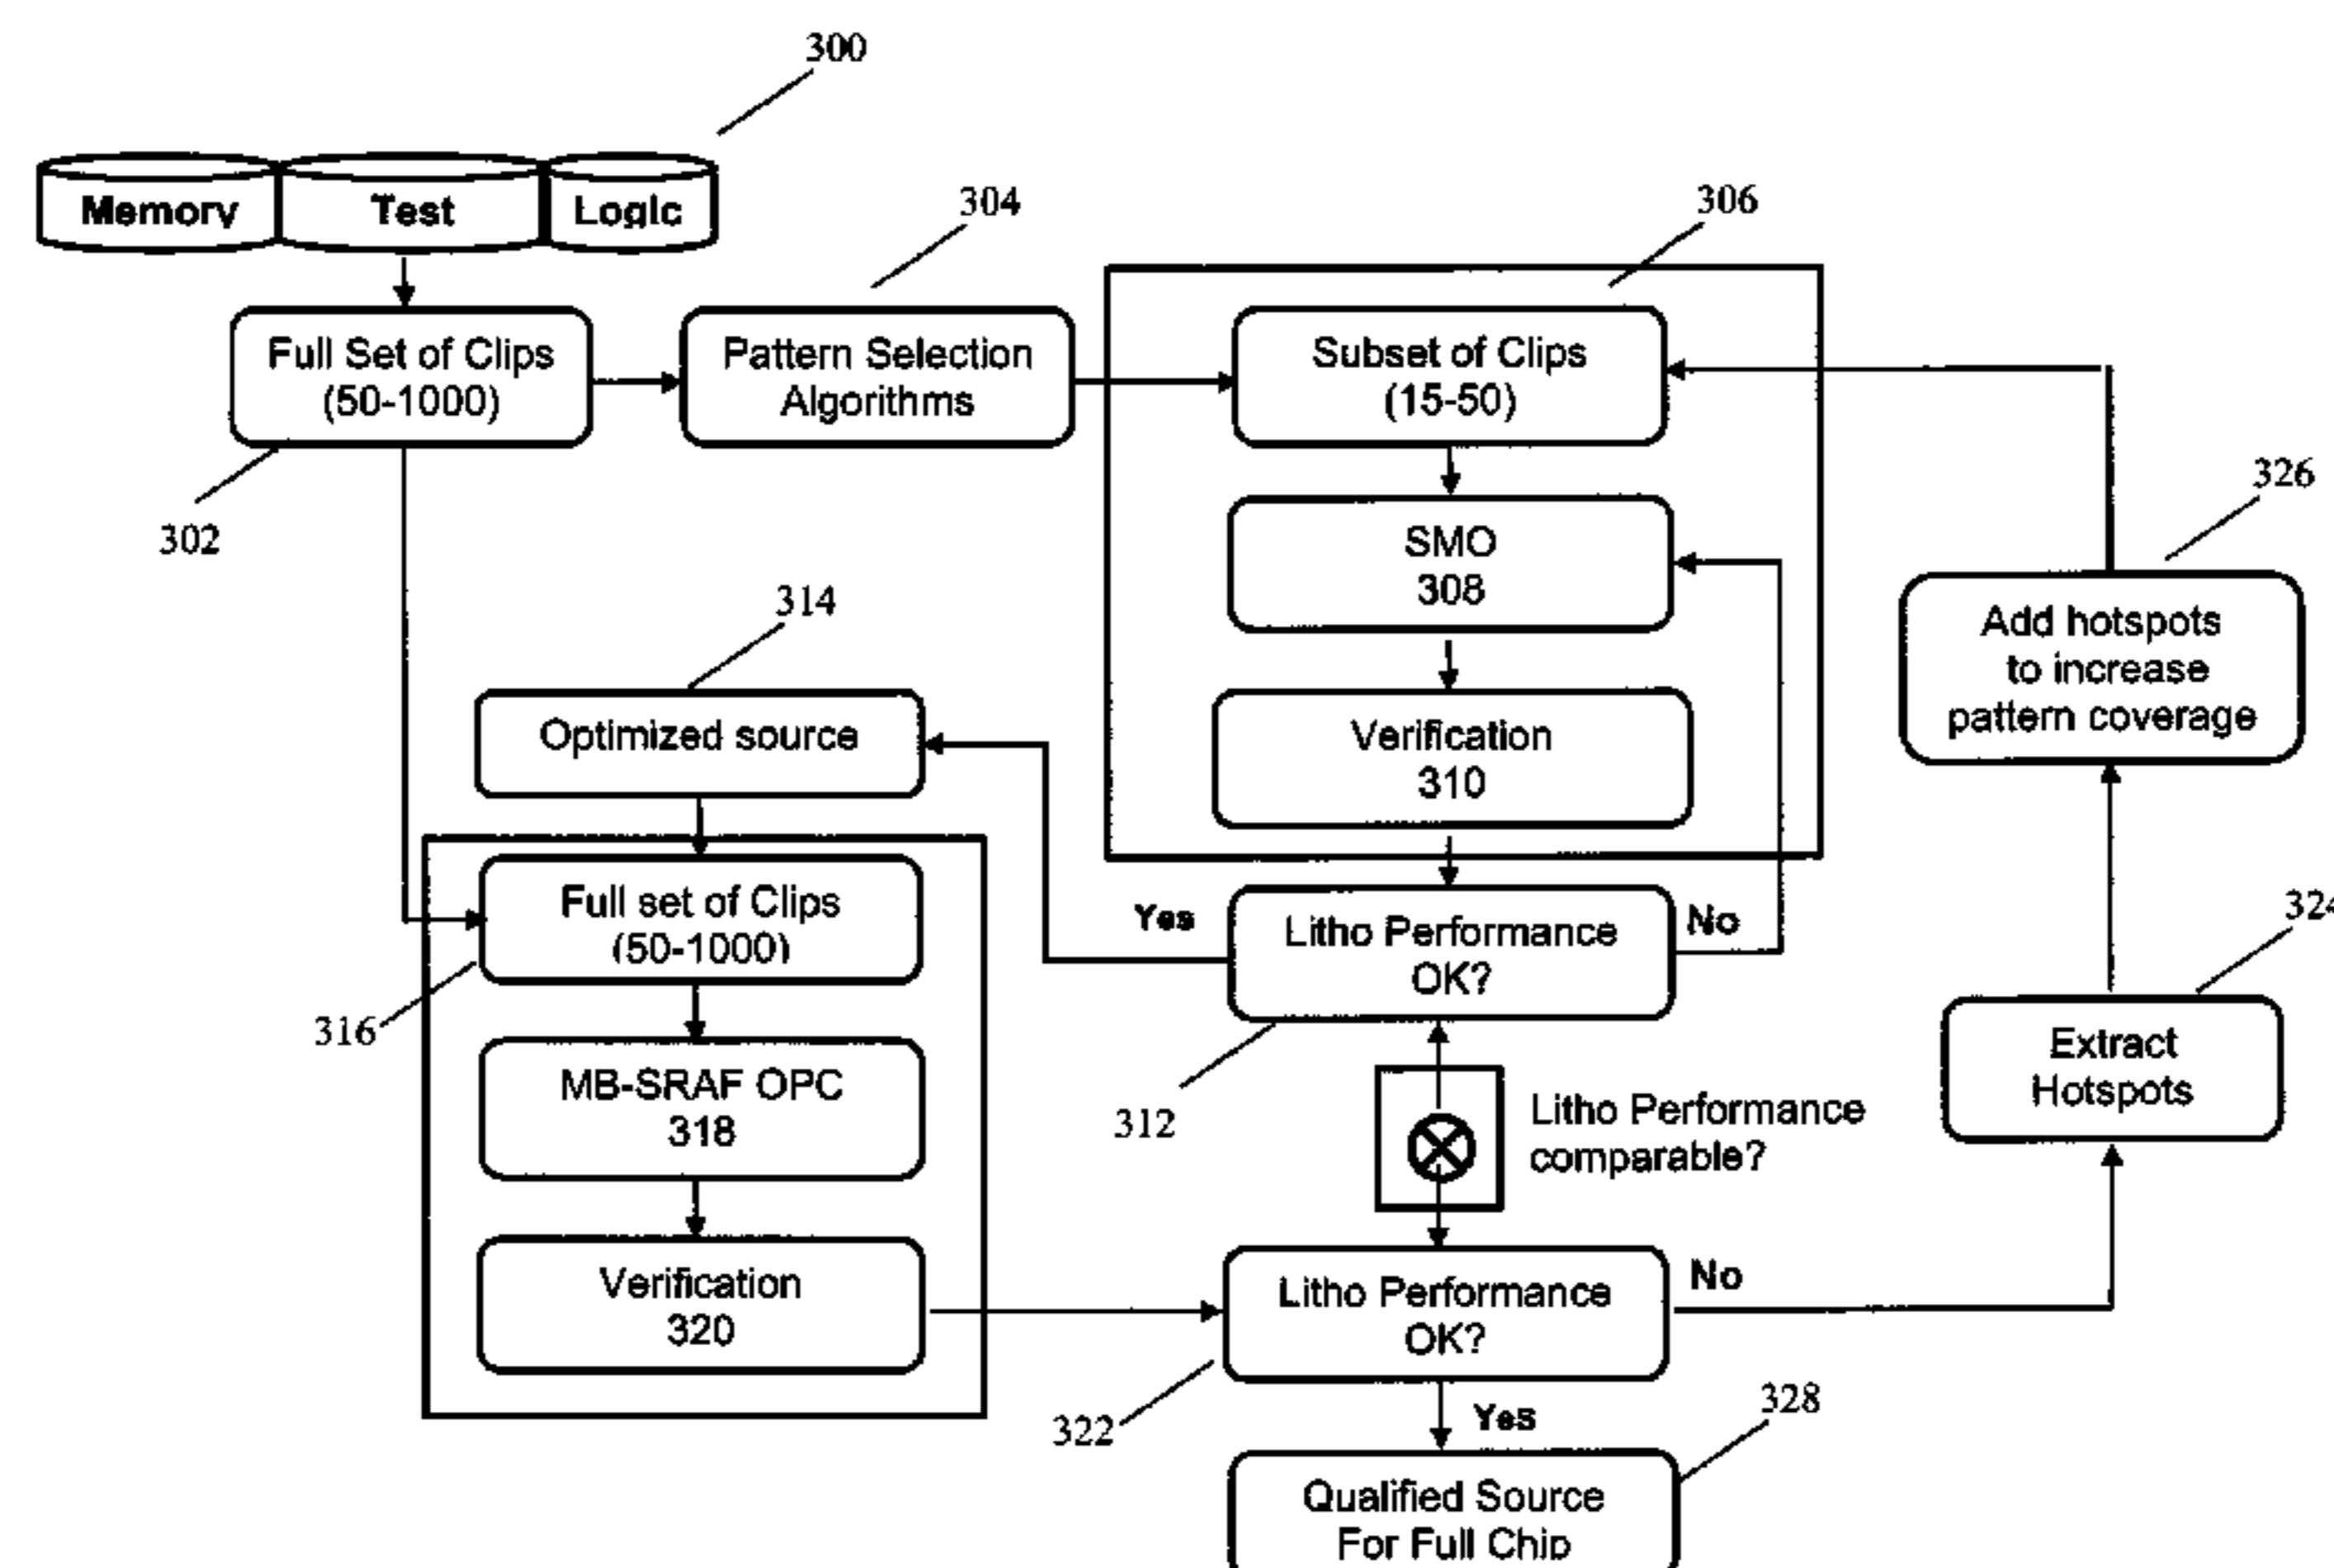 300
Memory
Test
Logic
304
306
Full Set of Clips
(50-1000)
Pattern Selection
Algorithms
Subset of Clips
(15-50)
302
326
SMO
308
314
Add hotspots
to increase
pattern coverage
Optimized source
Verification
310
Full set of Clips
(50-1000)
Yes
Litho Performance
OK?
No
324
316
Extract
Hotspots
MB-SRAF OPC
318
312
Litho Performance
comparable?
Verification
320
Litho Performance
OK?
No
322
Yes
328
Qualified Source
For Full Chip